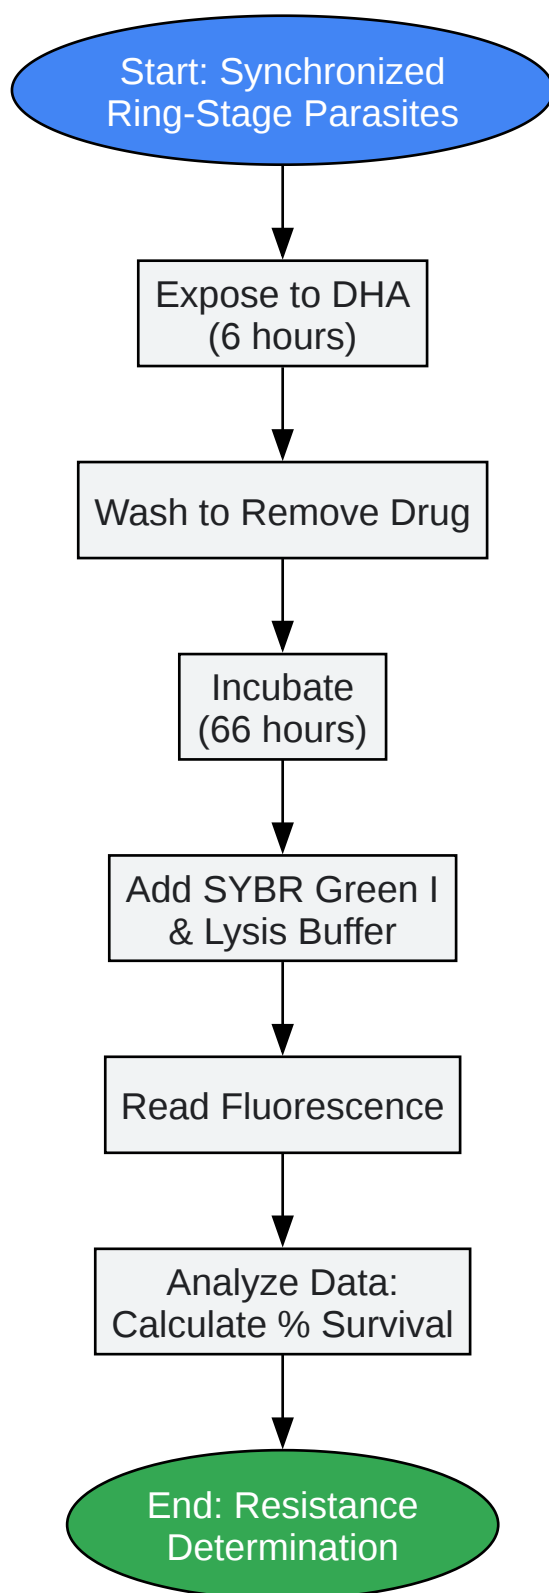 Start: Synchronized
Ring-Stage Parasites
Expose to DHA
(6 hours)
Wash to Remove Drug
Incubate
(66 hours)
Add SYBR Green I
& Lysis Buffer
Read Fluorescence
Analyze Data:
Calculate % Survival
End: Resistance
Determination